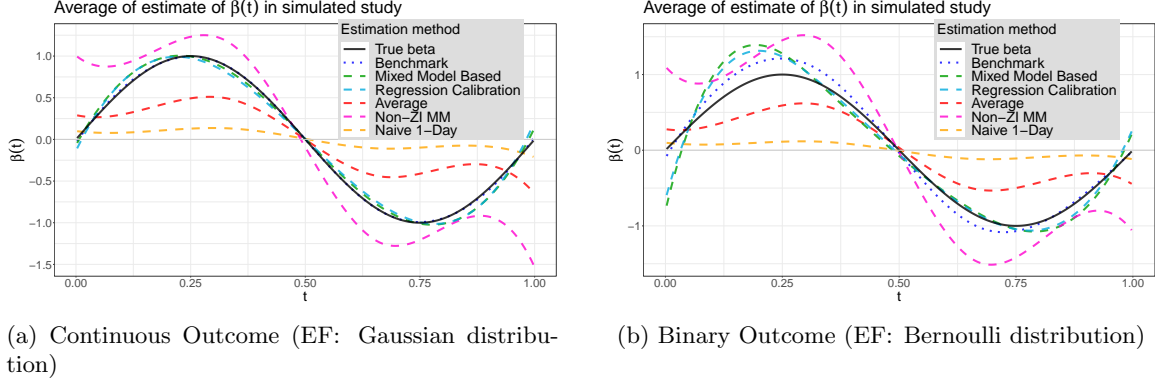 Average of estimate of β(t) in simulated study
Estimation method
True beta
Benchmark
Mixed Model Based
Regression Calibration
Average
Non−ZI MM
Naive 1−Day
1.0
0.5
0.0
−0.5
−1.0
−1.5
β(t)
0.00 0.25 0.50 0.75 1.00
t
(a) Continuous Outcome (EF: Gaussian distribu-
tion)
Average of estimate of β(t) in simulated study
Estimation method
True beta
Benchmark
Mixed Model Based
Regression Calibration
Average
Non−ZI MM
Naive 1−Day
1
0
−1
β(t)
0.00 0.25 0.50 0.75 1.00
t
(b) Binary Outcome (EF: Bernoulli distribution)